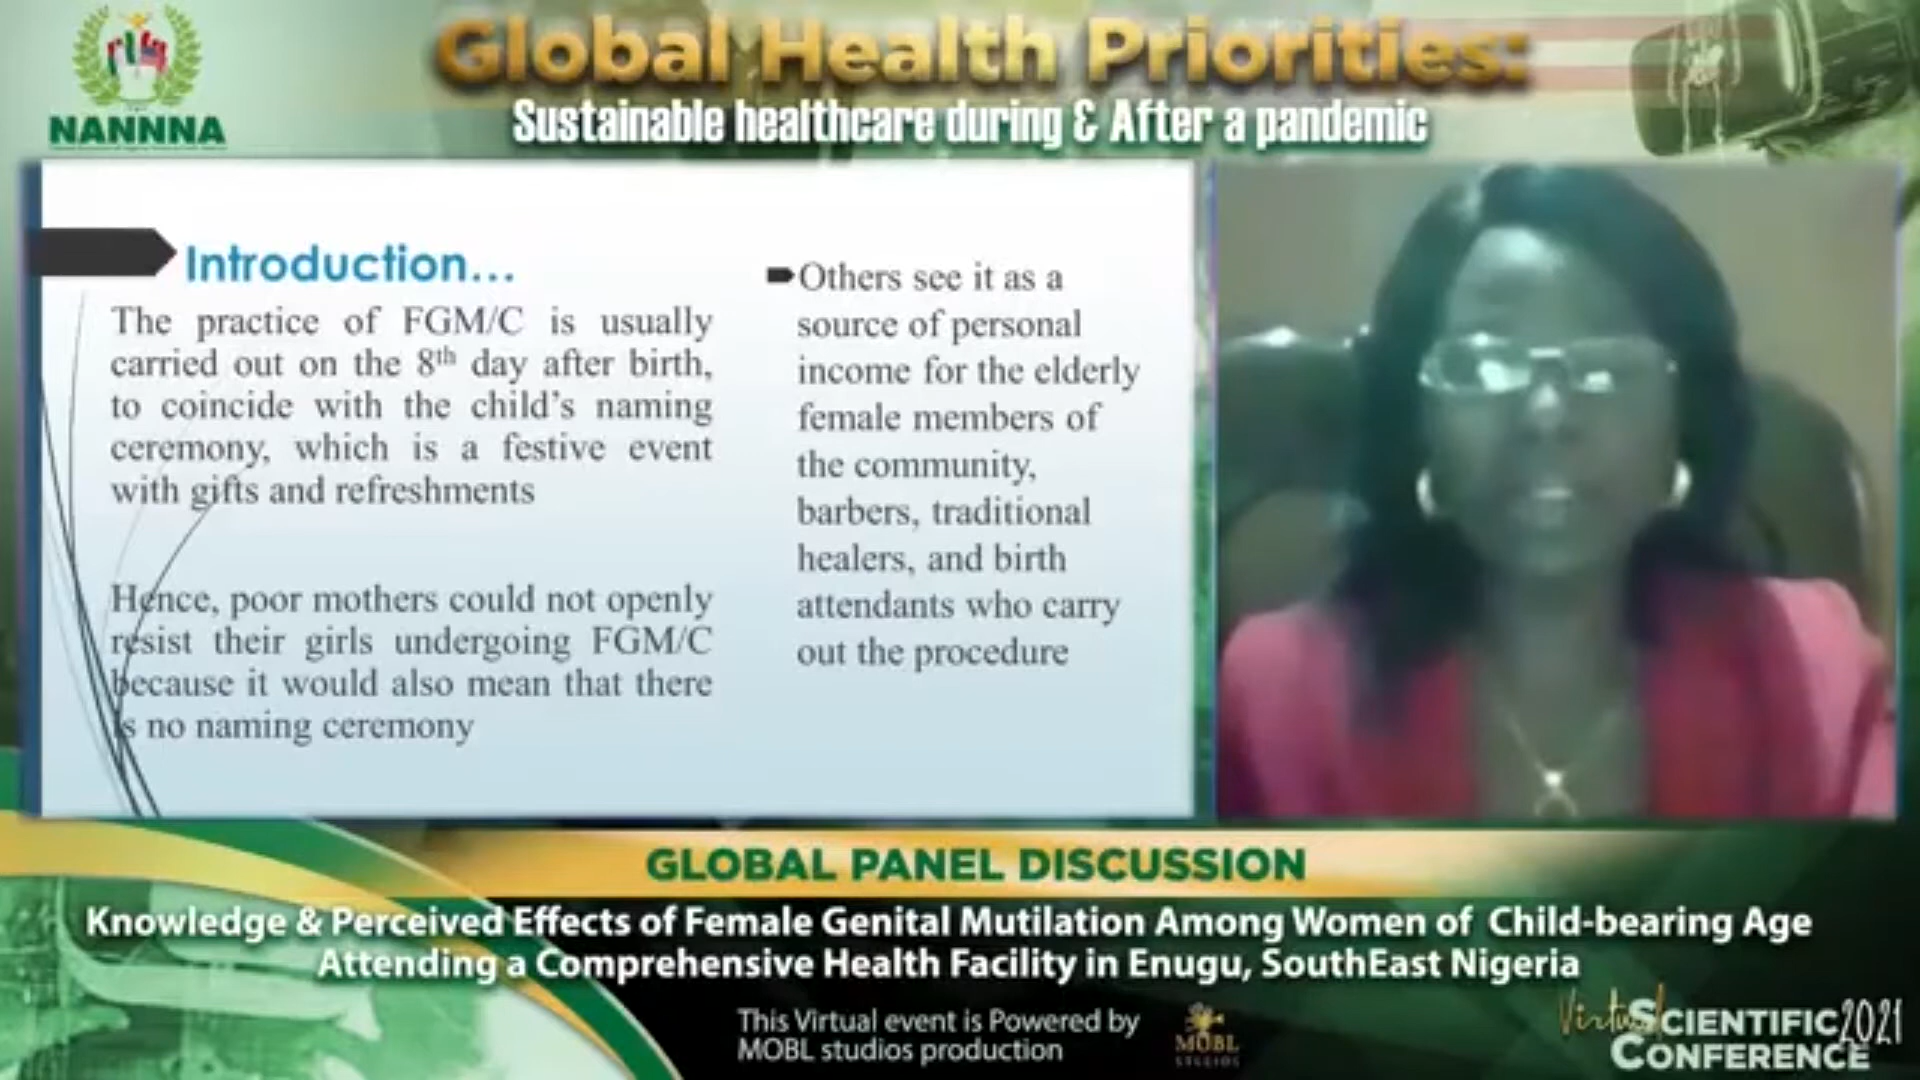 NANNNA
Global Health Priorities:
Sustainable healthcare during & After a pandemic
Introduction...
The practice of FGM/C is usually
carried out on the 8th day after birth,
to coincide with the child's naming
ceremony, which is a festive event
with gifts and refreshments
Hence, poor mothers could not openly
resist their girls undergoing FGM/C
because it would also mean that there
is no naming ceremony
Others see it as a
source of personal
income for the elderly
female members of
the community,
barbers, traditional
healers, and birth
attendants who carry
out the procedure
GLOBAL PANEL DISCUSSION
Knowledge & Perceived Effects of Female Genital Mutilation Among Women of Child-bearing Age
Attending a Comprehensive Health Facility in Enugu, SouthEast Nigeria
This Virtual event is Powered by
MOBL studios production
MOBL
STUDIOS
Virtual SCIENTIFIC 2021
CONFERENCE